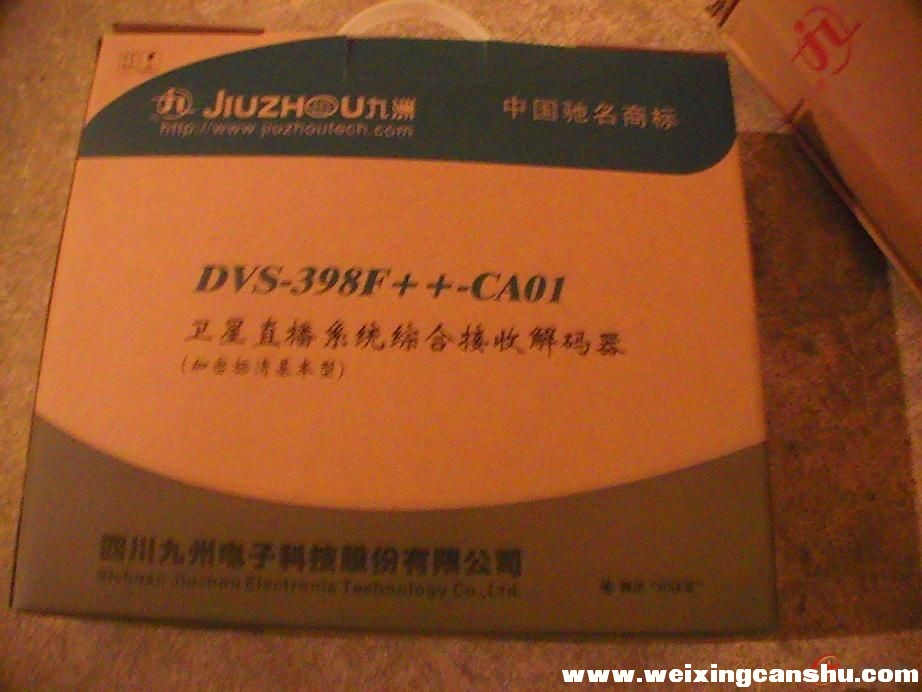 JIUZHOU九洲
中国驰名商标
http://www.jiuzhoutech.com
DVS-398F++-CA01
卫星直播系统综合接收解码器
(加密标清基本型)
四川九州电子科技股份有限公司
Sichuan Jiuzhou Electronic Technology Co.,Ltd.
www.weixingcanshu.com